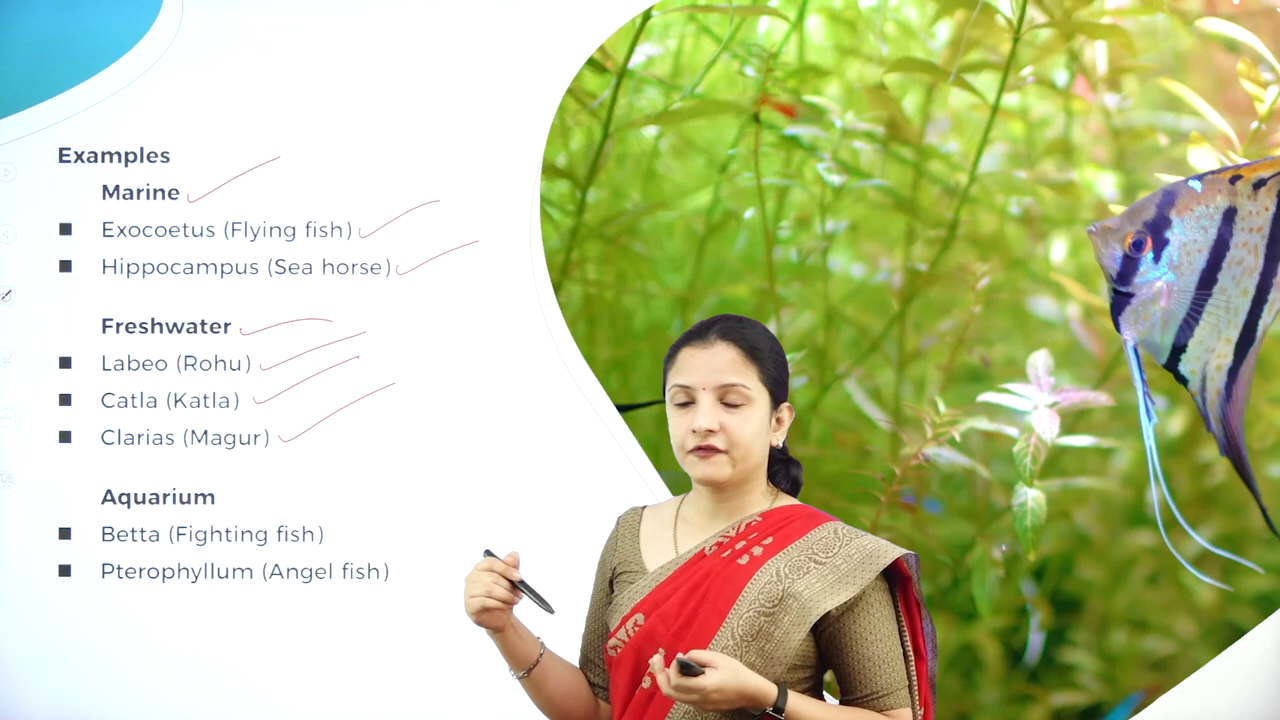 Examples
Marine
Exocoetus (Flying fish)
Hippocampus (Sea horse)
Freshwater
Labeo (Rohu)
Catla (Katla)
Clarias (Magur)
Aquarium
Betta (Fighting fish)
Pterophyllum (Angel fish)